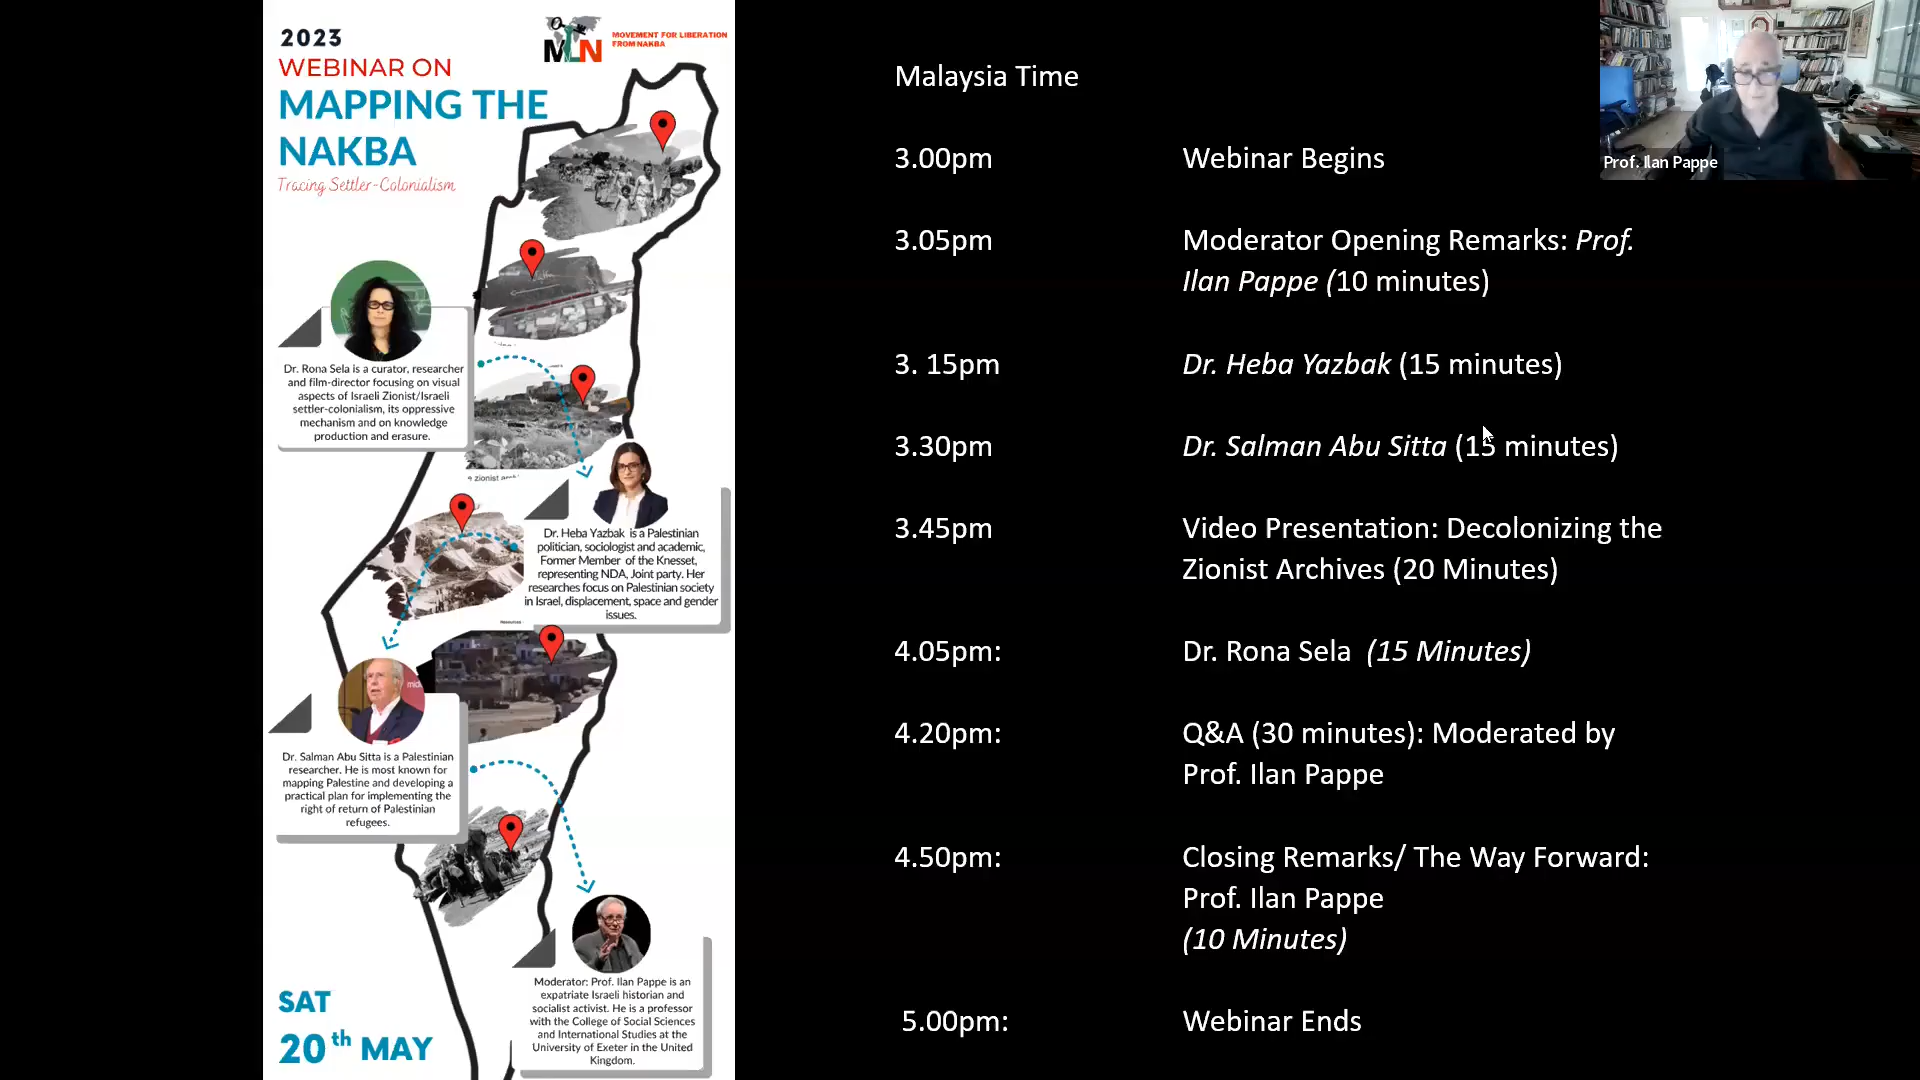 2023
WEBINAR ON
MAPPING THE
NAKBA
Tracing Settler-Colonialism
MLN
MOVEMENT FOR LIBERATION
FROM NAKBA
Dr. Rona Sela is a curator, researcher
and film-director focusing on visual
aspects of Israeli Zionist/Israeli
settler-colonialism, its oppressive
mechanism and on knowledge
production and erasure.
Dr. Heba Yazbak is a Palestinian
politician, sociologist and academic,
Former Member of the Knesset,
representing NDA, Joint party. Her
researches focus on Palestinian society
in Israel, displacement, space and gender
issues.
Dr. Salman Abu Sitta is a Palestinian
researcher. He is most known for
mapping Palestine and developing a
practical plan for implementing the
right of return of Palestinian
refugees.
Moderator: Prof. Ilan Pappe is an
expatriate Israeli historian and
socialist activist. He is a professor
with the College of Social Sciences
and International Studies at the
University of Exeter in the United
Kingdom.
SAT
20th MAY
Malaysia Time
3.00pm Webinar Begins
3.05pm Moderator Opening Remarks: Prof.
Ilan Pappe (10 minutes)
3. 15pm Dr. Heba Yazbak (15 minutes)
3.30pm Dr. Salman Abu Sitta (15 minutes)
3.45pm Video Presentation: Decolonizing the
Zionist Archives (20 Minutes)
4.05pm: Dr. Rona Sela (15 Minutes)
4.20pm: Q&A (30 minutes): Moderated by
Prof. Ilan Pappe
4.50pm: Closing Remarks/ The Way Forward:
Prof. Ilan Pappe
(10 Minutes)
5.00pm: Webinar Ends
Prof. Ilan Pappe